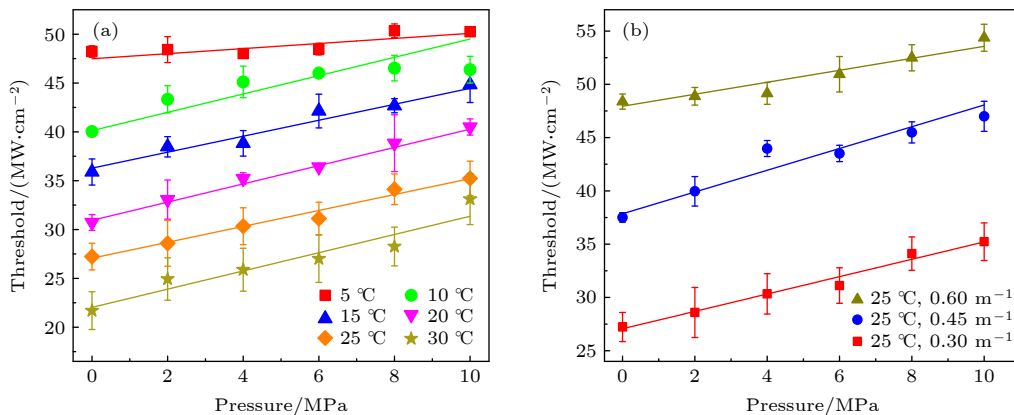 (a)
50
45
40
35
30
25
20
0 2 4 6 8 10
Pressure/MPa
Threshold/(MW·cm−2)
5 ℃ 10 ℃
15 ℃ 20 ℃
25 ℃ 30 ℃
(b)
55
50
45
40
35
30
25
0 2 4 6 8 10
Pressure/MPa
Threshold/(MW·cm−2)
25 ℃, 0.60 m−1
25 ℃, 0.45 m−1
25 ℃, 0.30 m−1